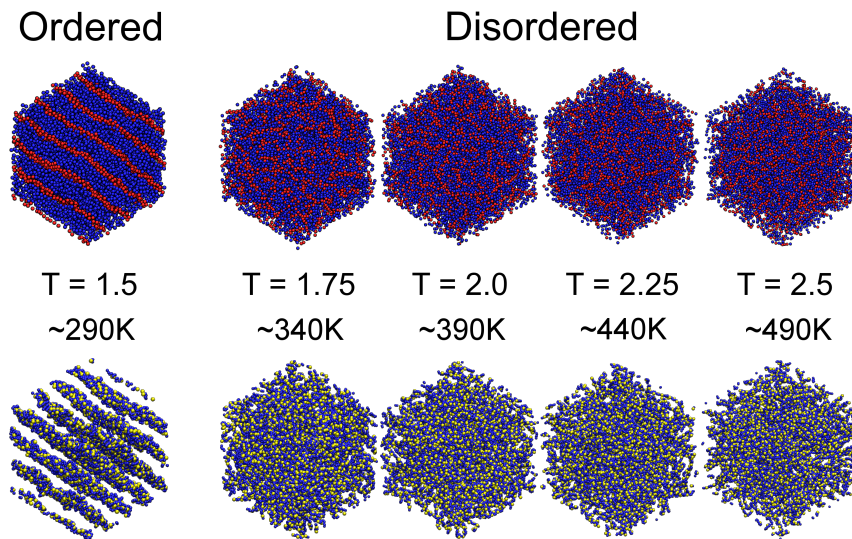 Ordered Disordered
T = 1.5 T = 1.75 T = 2.0 T = 2.25 T = 2.5
~290K ~340K ~390K ~440K ~490K